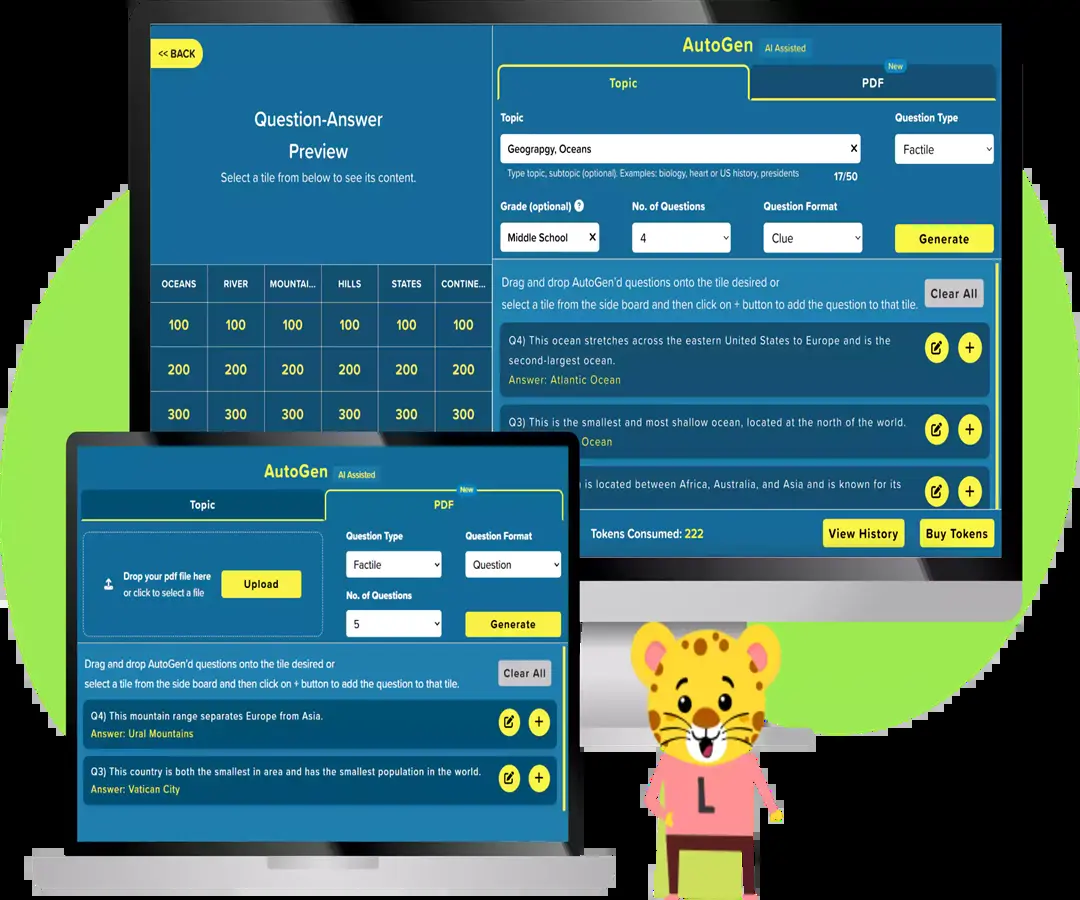 << BACK
Question-Answer
Preview
Select a tile from below to see its content.
OCEANS RIVER MOUNTAI... HILLS STATES CONTINE...
100 100 100 100 100 100
200 200 200 200 200 200
300 300 300 300 300 300
AutoGen AI Assisted
New
Topic PDF
Topic Question Type
Geograpgy, Oceans x Factile
Type topic, subtopic (optional). Examples: biology, heart or US history, presidents 17/50
Grade (optional) ? No. of Questions Question Format
Middle School x 4 Clue Generate
Drag and drop AutoGen'd questions onto the tile desired or
select a tile from the side board and then click on + button to add the question to that tile.
Clear All
Q4) This ocean stretches across the eastern United States to Europe and is the
second-largest ocean.
Answer: Atlantic Ocean
Q3) This is the smallest and most shallow ocean, located at the north of the world.
Ocean
is located between Africa, Australia, and Asia and is known for its
Tokens Consumed: 222 View History Buy Tokens
AutoGen AI Assisted
New
Topic PDF
Question Type Question Format
Drop your pdf file here
or click to select a file
Upload
Factile Question
No. of Questions
5 Generate
Drag and drop AutoGen'd questions onto the tile desired or
select a tile from the side board and then click on + button to add the question to that tile.
Clear All
Q4) This mountain range separates Europe from Asia.
Answer: Ural Mountains
Q3) This country is both the smallest in area and has the smallest population in the world.
Answer: Vatican City
L